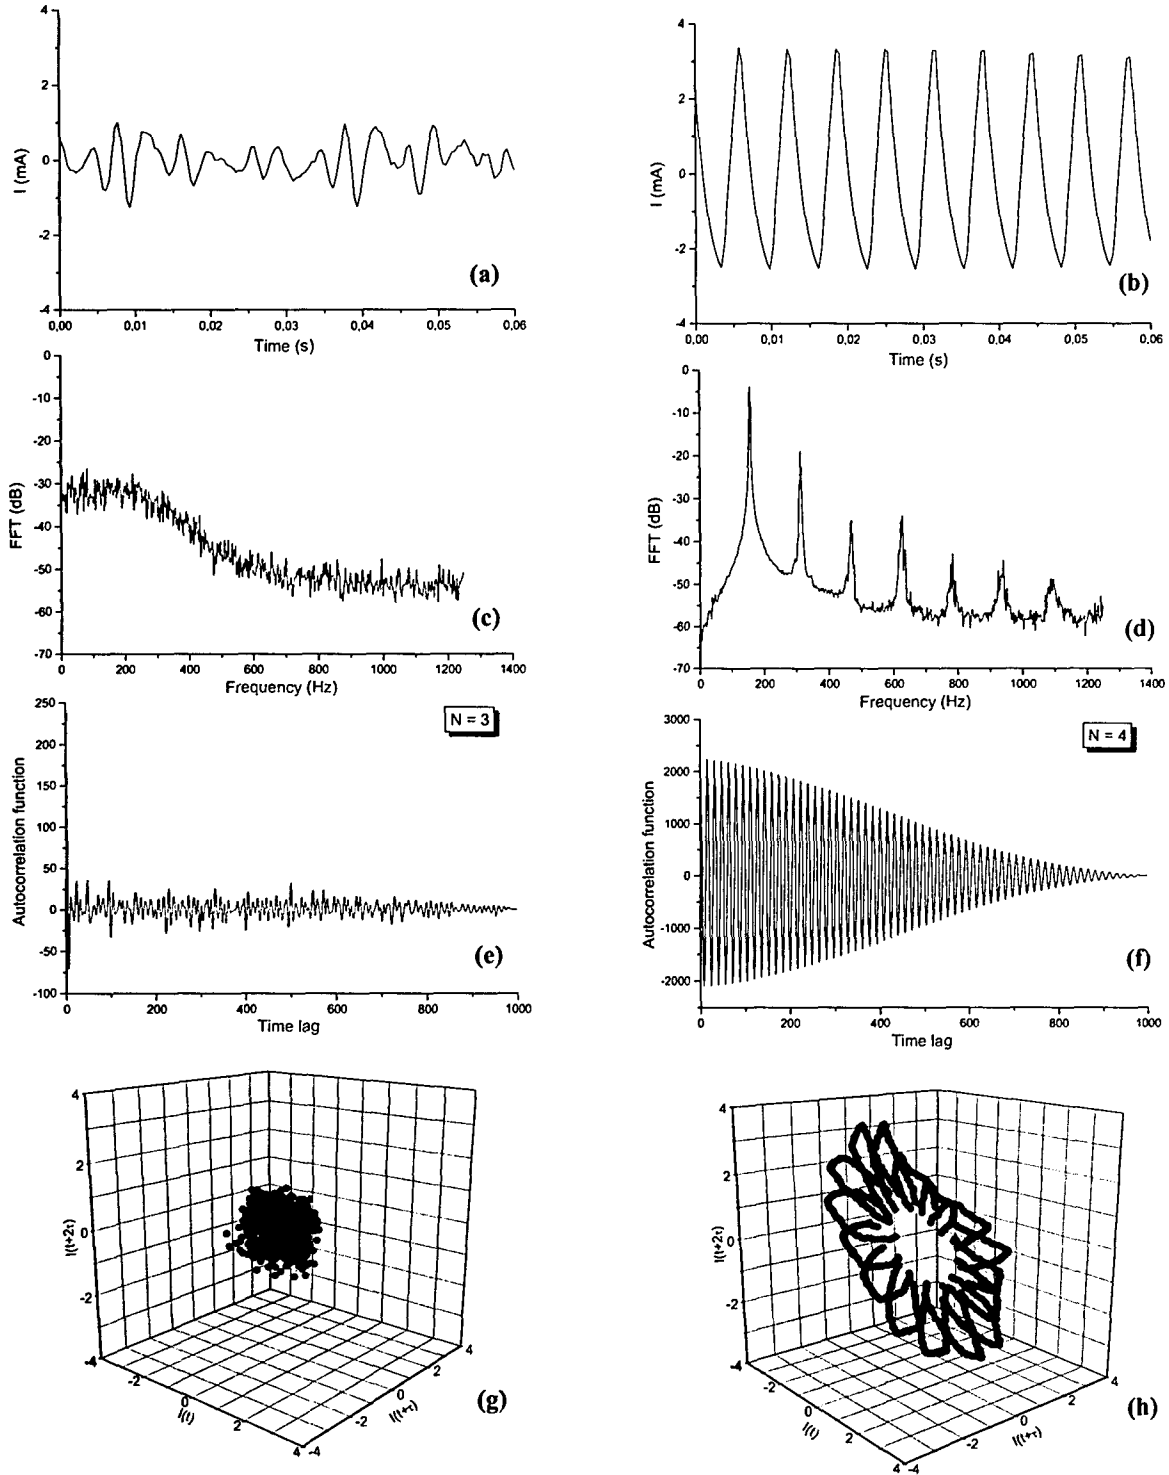 4
2
0
-2
-4
I (mA)
0,00 0,01 0,02 0,03 0,04 0,05 0,06
Time (s)
(a)
4
2
0
-2
-4
I (mA)
0,00 0,01 0,02 0,03 0,04 0,05 0,06
Time (s)
(b)
0
-10
-20
-30
-40
-50
-60
-70
FFT (dB)
0 200 400 600 800 1000 1200 1400
Frequency (Hz)
(c)
0
-10
-20
-30
-40
-50
-60
-70
FFT (dB)
0 200 400 600 800 1000 1200 1400
Frequency (Hz)
(d)
250
200
150
100
50
0
-50
-100
Autocorrelation function
N = 3
0 200 400 600 800 1000
Time lag
(e)
3000
2000
1000
0
-1000
-2000
Autocorrelation function
N = 4
0 200 400 600 800 1000
Time lag
(f)
4
2
0
-2
-4
I(t+2τ)
-2 0 2 4
I(t)
-4 -2 0 2 4
I(t+τ)
(g)
4
2
0
-2
-4
I(t+2τ)
-2 0 2 4
I(t)
-4 -2 0 2 4
I(t+τ)
(h)